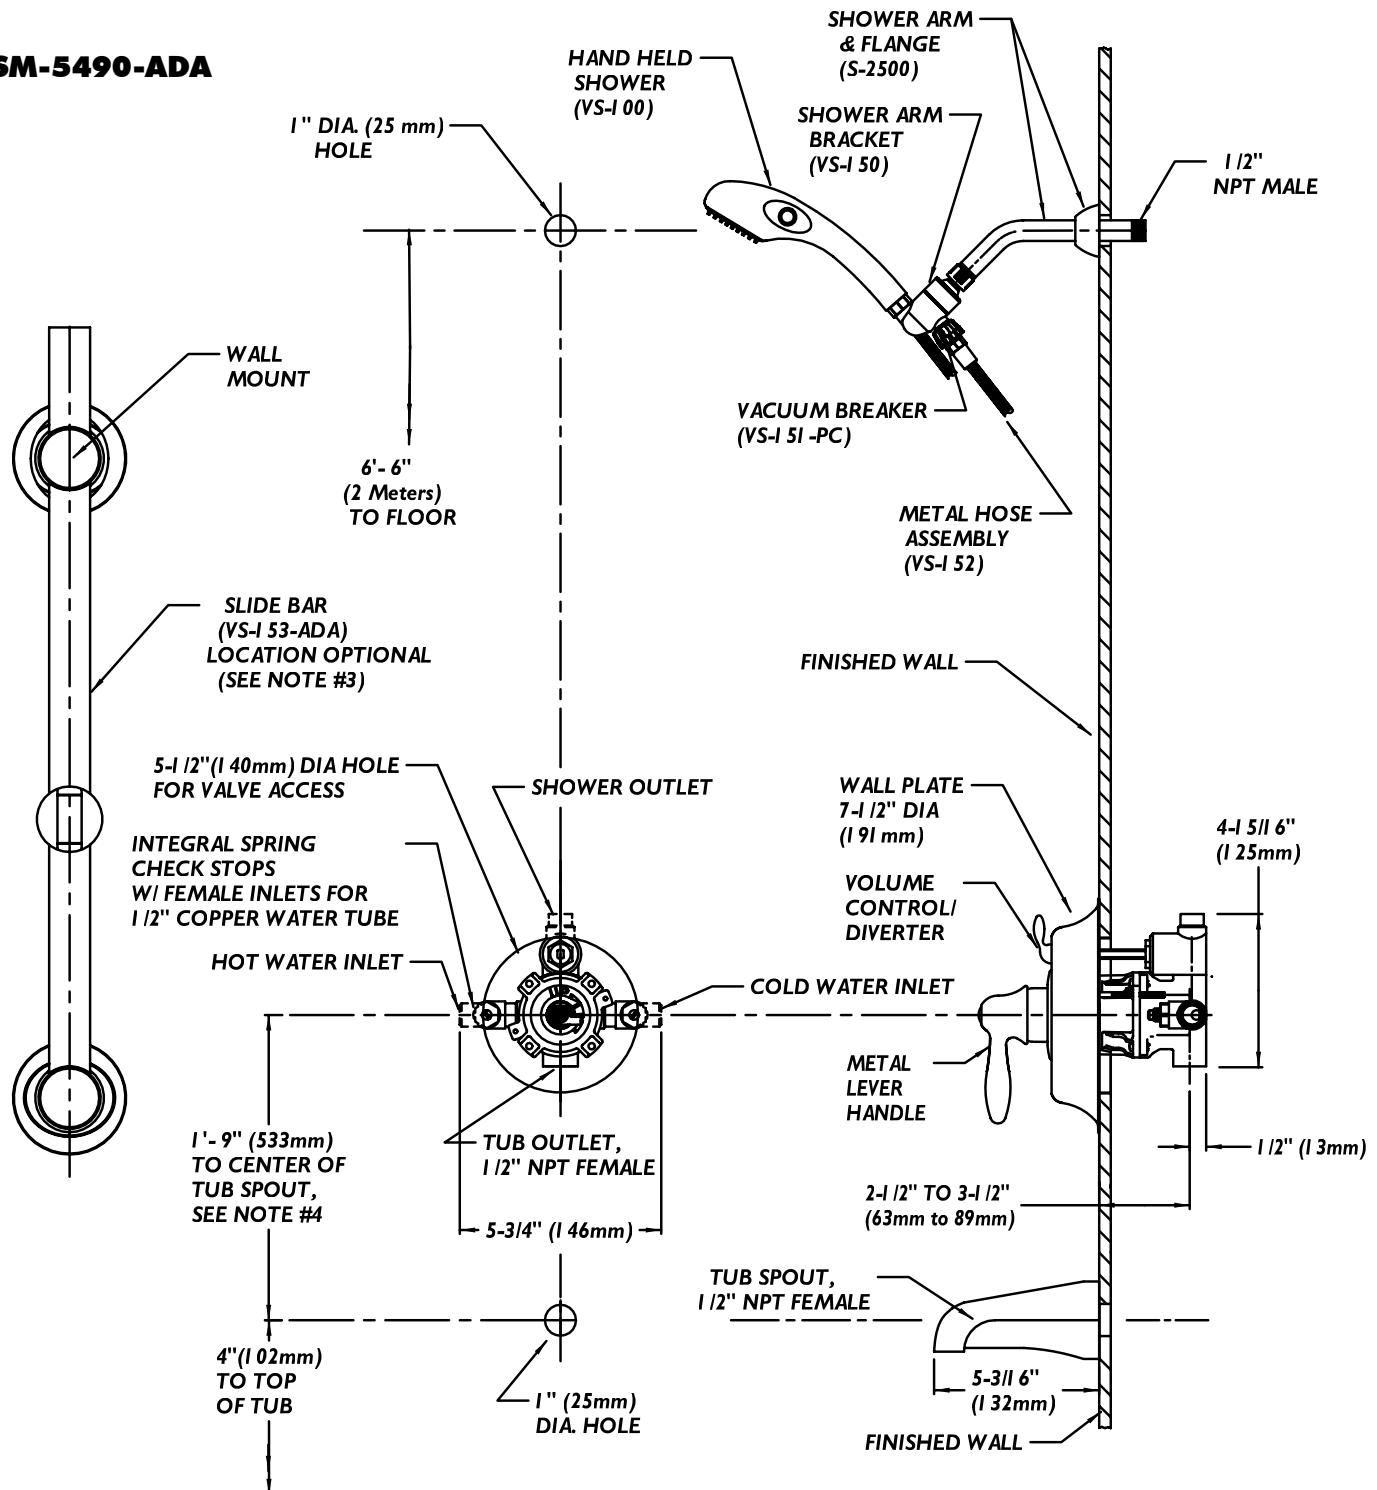 SM-5490-ADA
SHOWER ARM
& FLANGE
(S-2500)
HAND HELD
SHOWER
(VS-100)
1" DIA. (25 mm)
HOLE
SHOWER ARM
BRACKET
(VS-150)
1/2"
NPT MALE
WALL
MOUNT
VACUUM BREAKER
(VS-151-PC)
6'- 6"
(2 Meters)
TO FLOOR
METAL HOSE
ASSEMBLY
(VS-152)
SLIDE BAR
(VS-153-ADA)
LOCATION OPTIONAL
(SEE NOTE #3)
FINISHED WALL
5-1/2"(140mm) DIA HOLE
FOR VALVE ACCESS
SHOWER OUTLET
WALL PLATE
7-1/2" DIA
(191 mm)
4-15/16"
(125mm)
INTEGRAL SPRING
CHECK STOPS
W/ FEMALE INLETS FOR
1/2" COPPER WATER TUBE
VOLUME
CONTROL/
DIVERTER
HOT WATER INLET
COLD WATER INLET
METAL
LEVER
HANDLE
1'- 9" (533mm)
TO CENTER OF
TUB SPOUT,
SEE NOTE #4
TUB OUTLET,
1/2" NPT FEMALE
1/2" (13mm)
2-1/2" TO 3-1/2"
(63mm to 89mm)
5-3/4" (146mm)
TUB SPOUT,
1/2" NPT FEMALE
4"(102mm)
TO TOP
OF TUB
5-3/16"
(132mm)
1" (25mm)
DIA. HOLE
FINISHED WALL